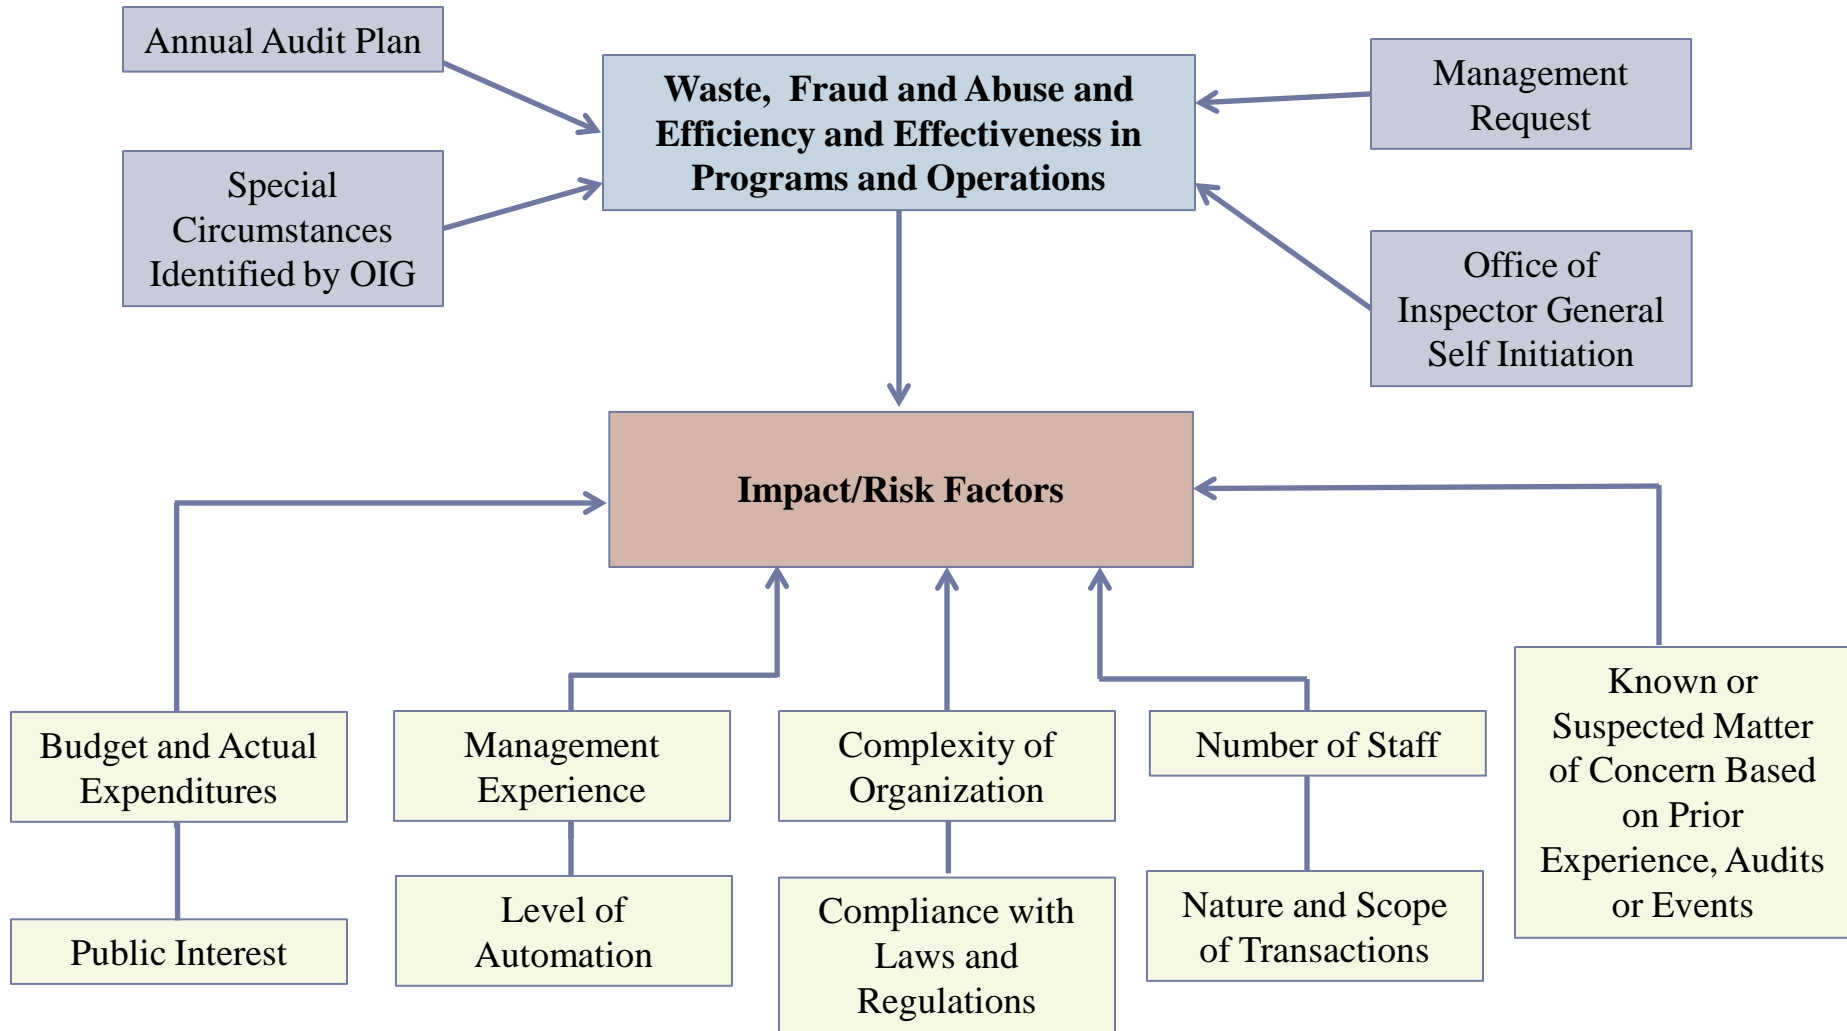 Annual Audit Plan
Waste, Fraud and Abuse and
Efficiency and Effectiveness in
Programs and Operations
Management
Request
Special
Circumstances
Identified by OIG
Office of
Inspector General
Self Initiation
Impact/Risk Factors
Budget and Actual
Expenditures
Management
Experience
Complexity of
Organization
Number of Staff
Known or
Suspected Matter
of Concern Based
on Prior
Experience, Audits
or Events
Public Interest
Level of
Automation
Compliance with
Laws and
Regulations
Nature and Scope
of Transactions